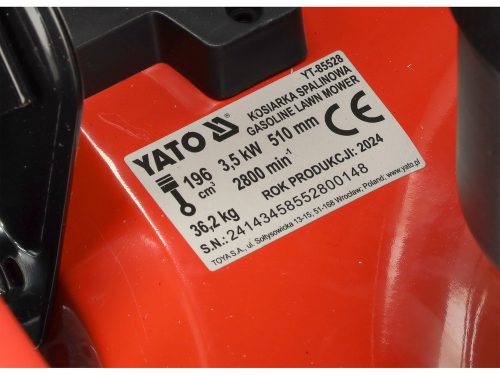 YATO
YT-85528
KOSIARKA SPALINOWA
GASOLINE LAWN MOWER
196 cm³ 3,5 kW 510 mm
2800 min⁻¹
36,2 kg
ROK PRODUKCJI: 2024
S.N.: 24143458552800148
TOYA S.A., ul. Sołtysowicka 13-15, 51-168 Wrocław, Poland; www.yato.pl
CE